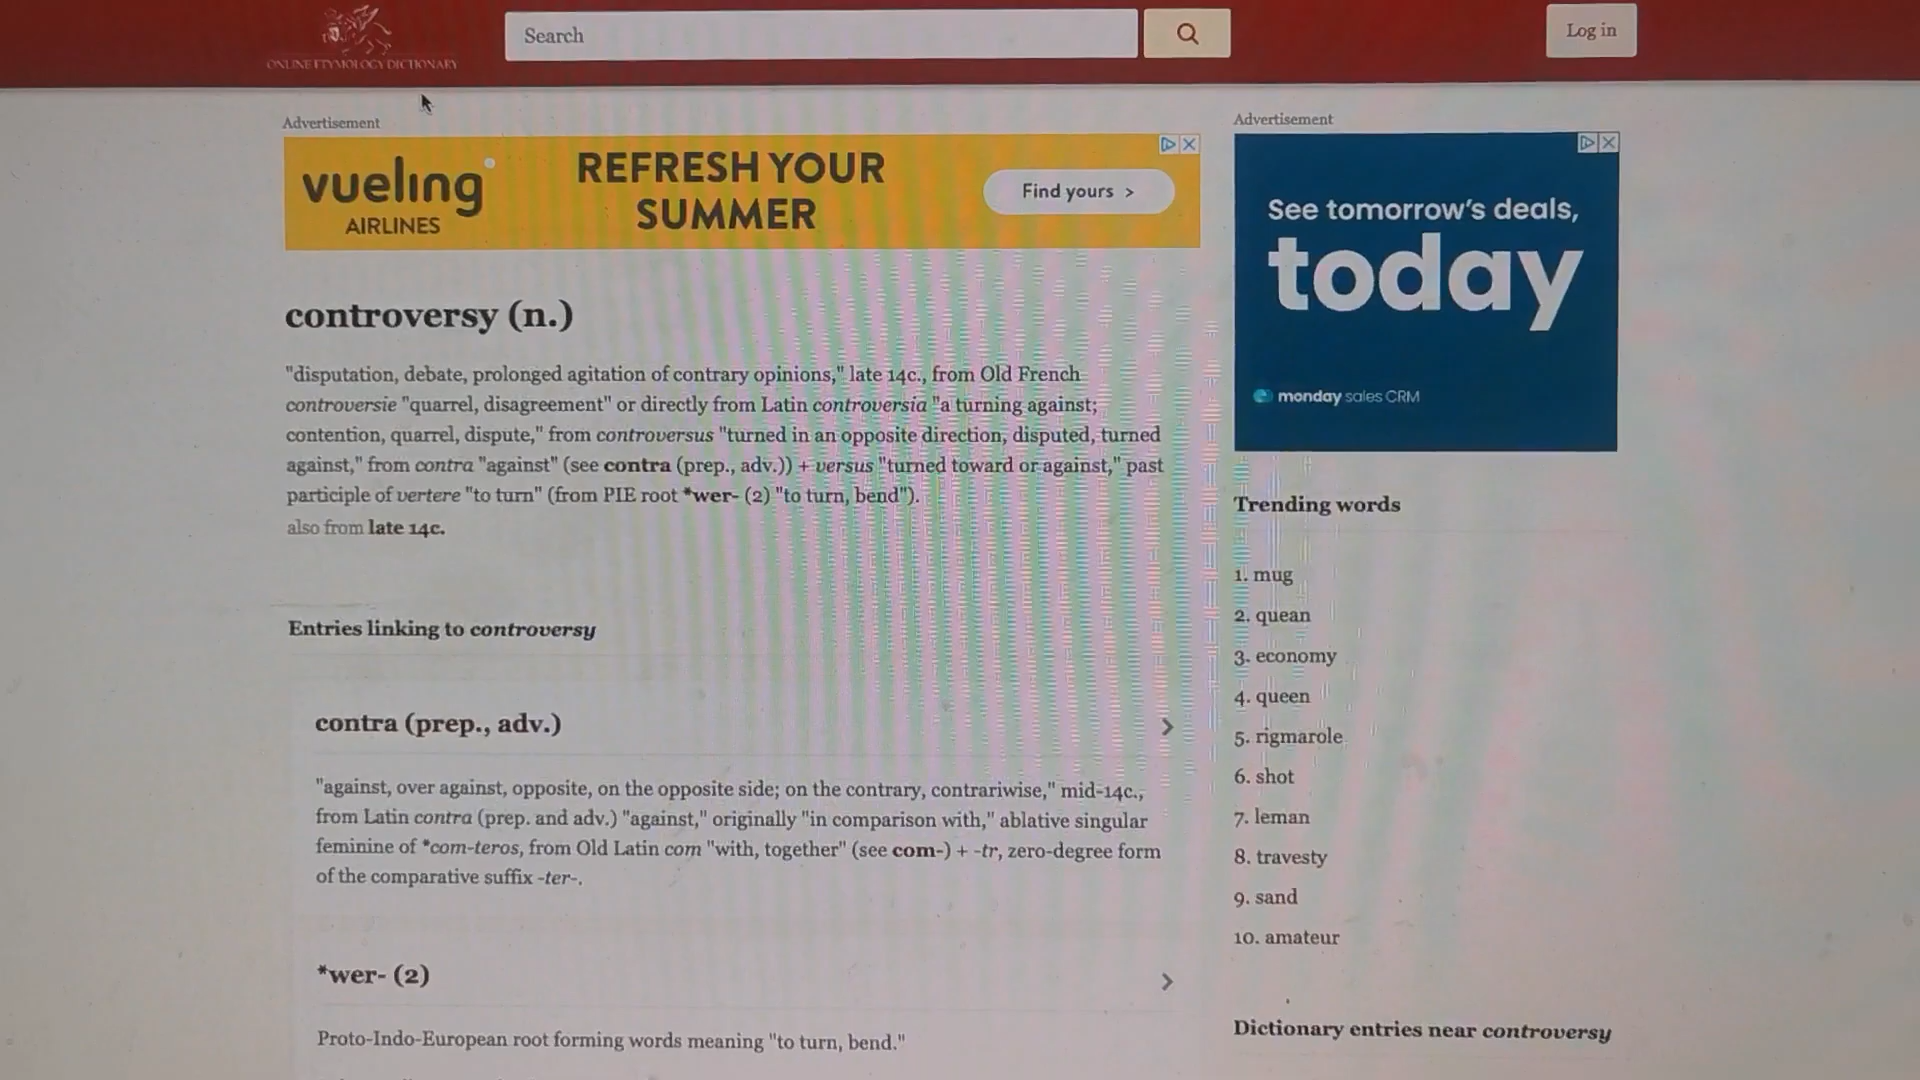 ONLINE ETYMOLOGY DICTIONARY
Search
Log in
Advertisement
vueling
AIRLINES
REFRESH YOUR
SUMMER
Find yours >
controversy (n.)
"disputation, debate, prolonged agitation of contrary opinions," late 14c., from Old French
controversie "quarrel, disagreement" or directly from Latin controversia "a turning against;
contention, quarrel, dispute," from controversus "turned in an opposite direction, disputed, turned
against," from contra "against" (see contra (prep., adv.)) + versus "turned toward or against," past
participle of vertere "to turn" (from PIE root *wer- (2) "to turn, bend").
also from late 14c.
Entries linking to controversy
contra (prep., adv.)
"against, over against, opposite, on the opposite side; on the contrary, contrariwise," mid-14c.,
from Latin contra (prep. and adv.) "against," originally "in comparison with," ablative singular
feminine of *com-teros, from Old Latin com "with, together" (see com-) + -tr, zero-degree form
of the comparative suffix -ter-.
*wer- (2)
Proto-Indo-European root forming words meaning "to turn, bend."
Advertisement
See tomorrow's deals,
today
monday sales CRM
Trending words
1. mug
2. quean
3. economy
4. queen
5. rigmarole
6. shot
7. leman
8. travesty
9. sand
10. amateur
Dictionary entries near controversy